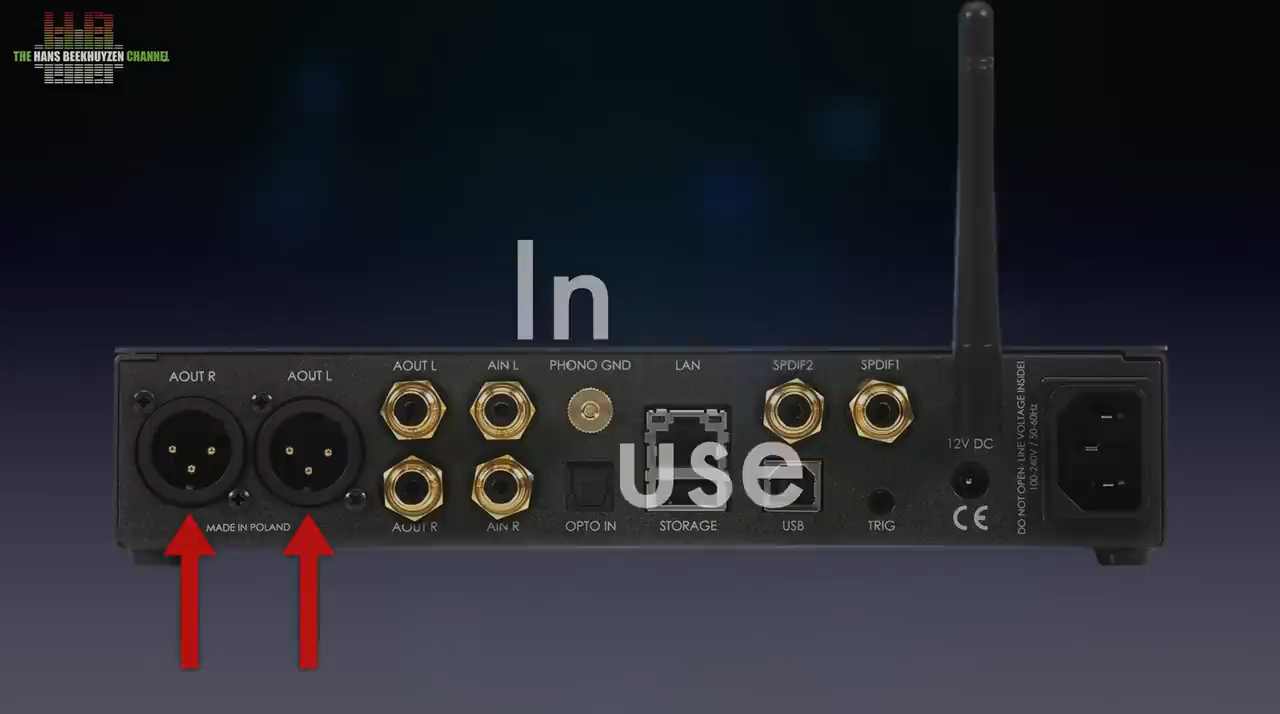 HB
THE HANS BEEKHUYZEN CHANNEL
In
use
AOUT R
AOUT L
AOUT L
AIN L
PHONO GND
LAN
SPDIF2
SPDIF1
12V DC
DO NOT OPEN-LINE VOLTAGE INSIDE!
100-240V / 50-60Hz
MADE IN POLAND
AOUT R
AIN R
OPTO IN
STORAGE
USB
TRIG
CE